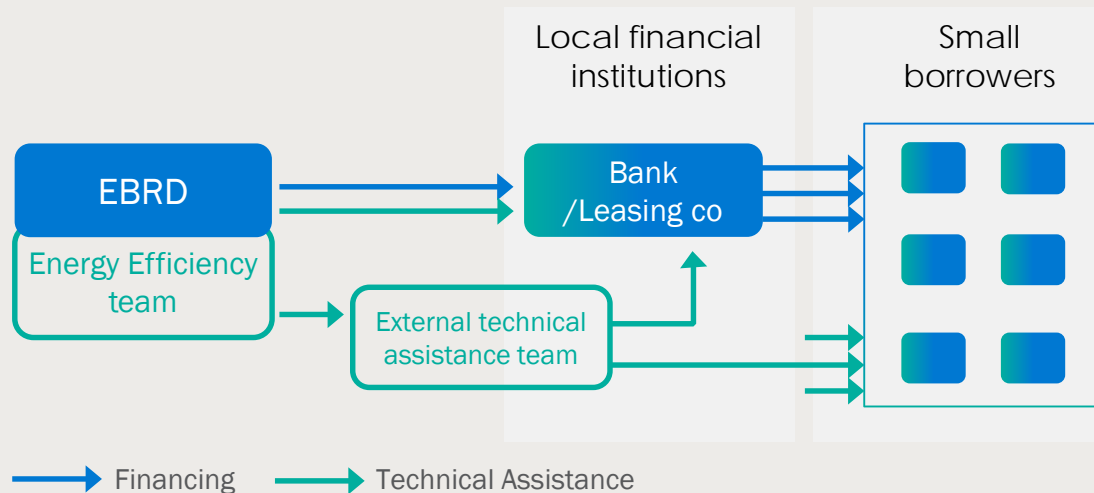 Local financial
institutions
Small
borrowers
EBRD
Bank
/Leasing co
Energy Efficiency
team
External technical
assistance team
Financing
Technical Assistance